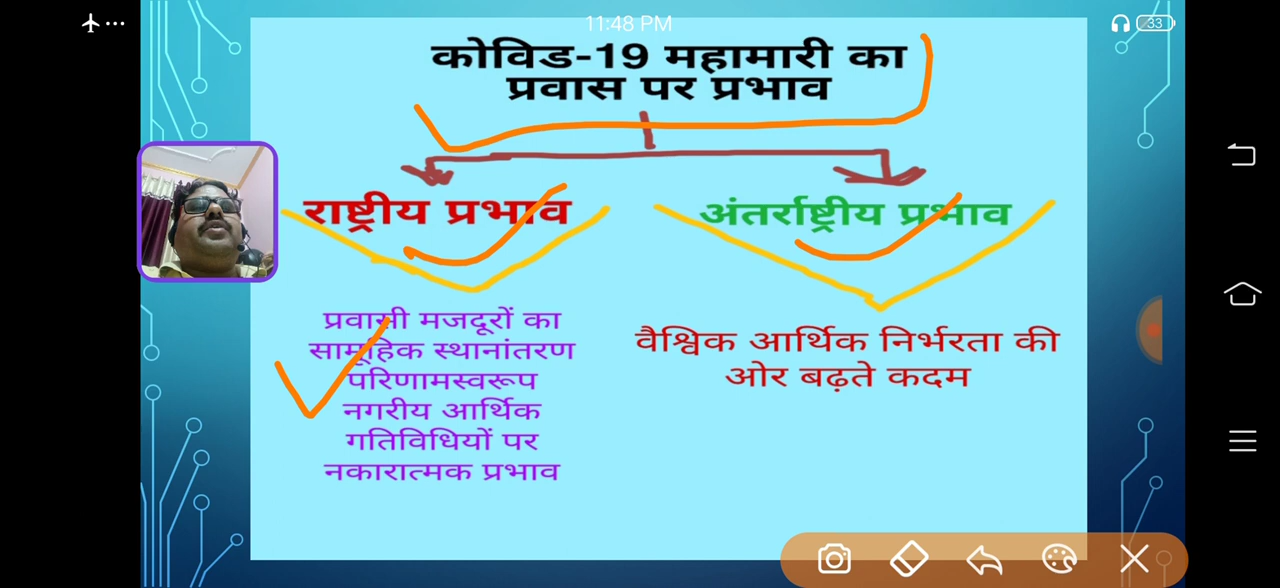 11:48 PM
33
कोविड-19 महामारी का
प्रवास पर प्रभाव
राष्ट्रीय प्रभाव
अंतर्राष्ट्रीय प्रभाव
प्रवासी मजदूरों का
सामूहिक स्थानांतरण
परिणामस्वरूप
नगरीय आर्थिक
गतिविधियों पर
नकारात्मक प्रभाव
वैश्विक आर्थिक निर्भरता की
ओर बढ़ते कदम